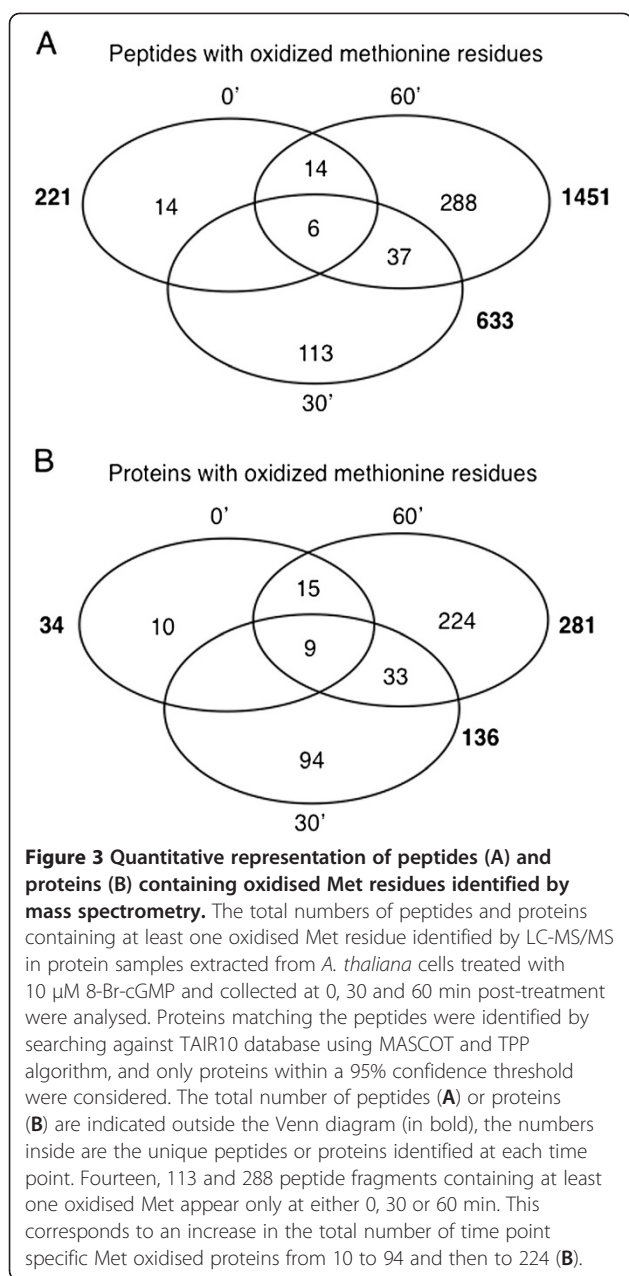 A
Peptides with oxidized methionine residues
0'
60'
221
14
14
288
1451
6
37
633
113
30'
B
Proteins with oxidized methionine residues
0'
60'
34
10
15
224
281
9
33
136
94
30'
Figure 3 Quantitative representation of peptides (A) and
proteins (B) containing oxidised Met residues identified by
mass spectrometry. The total numbers of peptides and proteins
containing at least one oxidised Met residue identified by LC-MS/MS
in protein samples extracted from A. thaliana cells treated with
10 μM 8-Br-cGMP and collected at 0, 30 and 60 min post-treatment
were analysed. Proteins matching the peptides were identified by
searching against TAIR10 database using MASCOT and TPP
algorithm, and only proteins within a 95% confidence threshold
were considered. The total number of peptides (A) or proteins
(B) are indicated outside the Venn diagram (in bold), the numbers
inside are the unique peptides or proteins identified at each time
point. Fourteen, 113 and 288 peptide fragments containing at least
one oxidised Met appear only at either 0, 30 or 60 min. This
corresponds to an increase in the total number of time point
specific Met oxidised proteins from 10 to 94 and then to 224 (B).